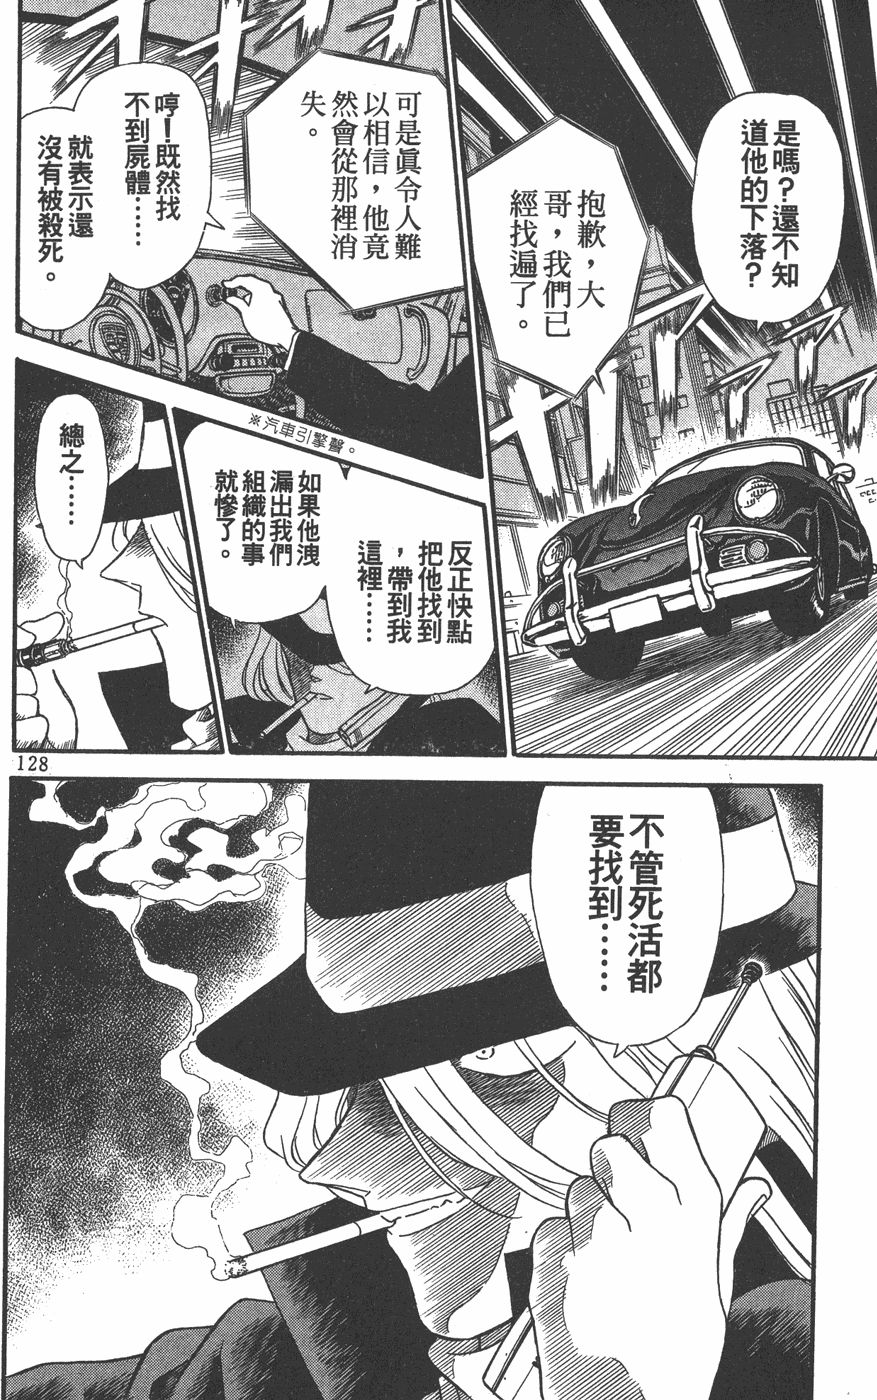 是嗎？還不知
道他的下落？
抱歉，大
哥，我們已
經找遍了。
可是眞令人難
以相信，他竟
然會從那裡消
失。
哼！既然找
不到屍體……
就表示還
沒有被殺死。
※汽車引擎聲。
反正快點
把他找到
，帶到我
這裡……
如果他洩
漏出我們
組織的事
就慘了。
總之……
128
不管死活都
要找到……